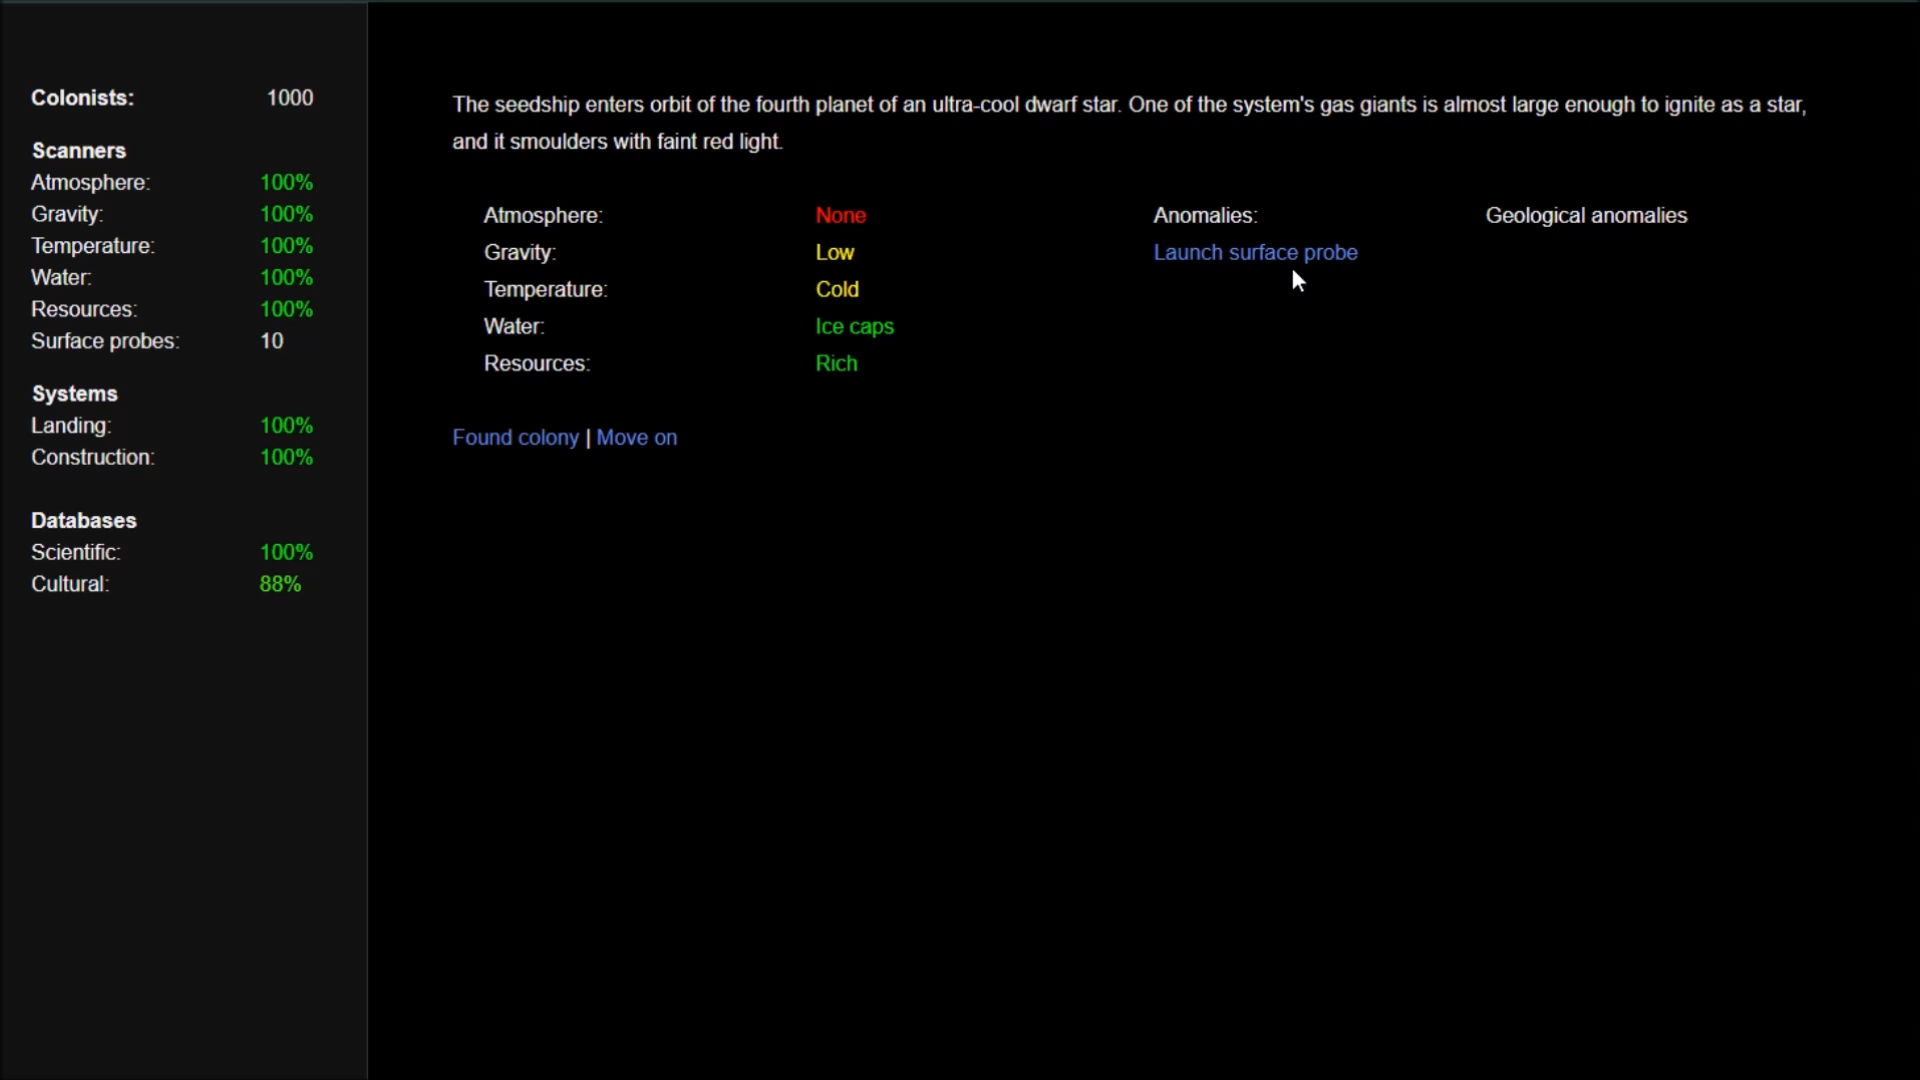 Colonists: 1000
Scanners
Atmosphere: 100%
Gravity: 100%
Temperature: 100%
Water: 100%
Resources: 100%
Surface probes: 10
Systems
Landing: 100%
Construction: 100%
Databases
Scientific: 100%
Cultural: 88%
The seedship enters orbit of the fourth planet of an ultra-cool dwarf star. One of the system's gas giants is almost large enough to ignite as a star,
and it smoulders with faint red light.
Atmosphere: None Anomalies: Geological anomalies
Gravity: Low Launch surface probe
Temperature: Cold
Water: Ice caps
Resources: Rich
Found colony | Move on